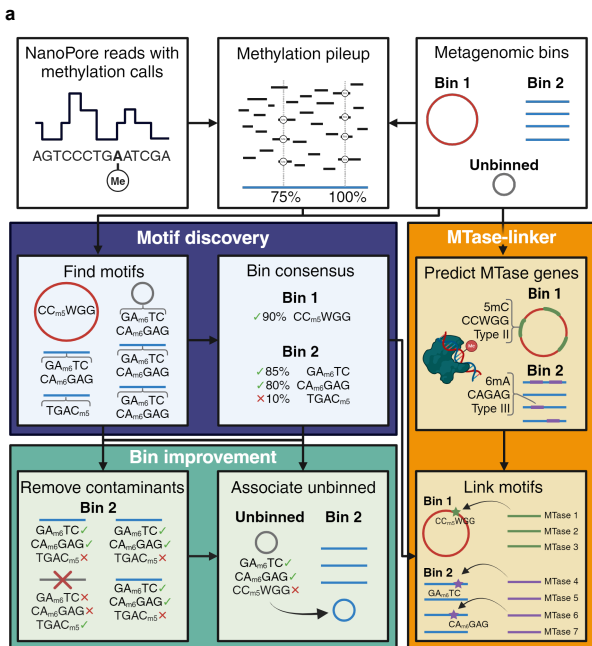 a
NanoPore reads with
methylation calls
AGTCCCTGAATCGA
Me
Methylation pileup
75% 100%
Metagenomic bins
Bin 1 Bin 2
Unbinned
Motif discovery
Find motifs
CCm5WGG
GAm6TC
CAm6GAG
GAm6TC
CAm6GAG
GAm6TC
CAm6GAG
TGACm5
GAm6TC
CAm6GAG
Bin consensus
Bin 1
✓90% CCm5WGG
Bin 2
✓85% GAm6TC
✓80% CAm6GAG
✕10% TGACm5
MTase-linker
Predict MTase genes
Bin 1
5mC
CCWGG
Type II
Me
Bin 2
6mA
CAGAG
Type III
Bin improvement
Remove contaminants
Bin 2
GAm6TC✓
CAm6GAG✓
TGACm5✕
GAm6TC✓
CAm6GAG✓
TGACm5✕
GAm6TC✕
CAm6GAG✕
TGACm5✓
GAm6TC✓
CAm6GAG✓
TGACm5✕
Associate unbinned
Unbinned Bin 2
GAm6TC✓
CAm6GAG✓
CCm5WGG✕
Link motifs
Bin 1
CCm5WGG
MTase 1
MTase 2
MTase 3
Bin 2
GAm6TC
CAm6GAG
MTase 4
MTase 5
MTase 6
MTase 7